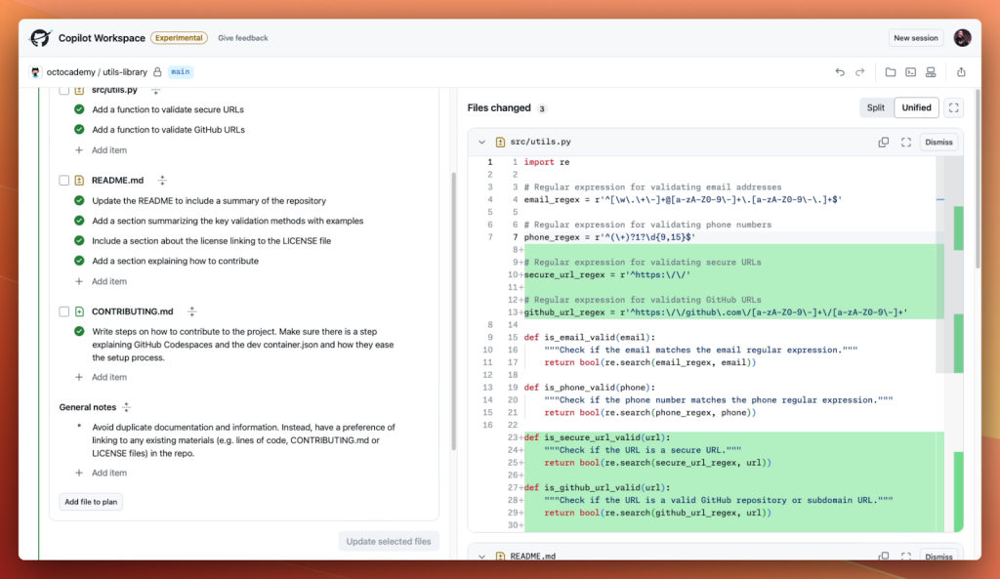 Copilot Workspace Experimental Give feedback New session
octocademy / utils-library main
src/utils.py
Add a function to validate secure URLs
Add a function to validate GitHub URLs
Add item
README.md
Update the README to include a summary of the repository
Add a section summarizing the key validation methods with examples
Include a section about the license linking to the LICENSE file
Add a section explaining how to contribute
Add item
CONTRIBUTING.md
Write steps on how to contribute to the project. Make sure there is a step
explaining GitHub Codespaces and the dev container.json and how they ease
the setup process.
Add item
General notes
* Avoid duplicate documentation and information. Instead, have a preference of
linking to any existing materials (e.g. lines of code, CONTRIBUTING.md or
LICENSE files) in the repo.
Add item
Add file to plan
Update selected files
Files changed 3 Split Unified
src/utils.py Dismiss
1 1 import re
2 2
3 3 # Regular expression for validating email addresses
4 4 email_regex = r'^[\w\.\+\-]+@[a-zA-Z0-9\-]+\.[a-zA-Z0-9\-\.]+$'
5 5
6 6 # Regular expression for validating phone numbers
7 7 phone_regex = r'^(\+)?1?\d{9,15}$'
8+
9+ # Regular expression for validating secure URLs
10+ secure_url_regex = r'^https:\/\/'
11+
12+ # Regular expression for validating GitHub URLs
13+ github_url_regex = r'^https:\/\/github\.com\/[a-zA-Z0-9\-]+\/[a-zA-Z0-9\-]+'
8 14
9 15 def is_email_valid(email):
10 16 """Check if the email matches the email regular expression."""
11 17 return bool(re.search(email_regex, email))
12 18
13 19 def is_phone_valid(phone):
14 20 """Check if the phone number matches the phone regular expression."""
15 21 return bool(re.search(phone_regex, phone))
16 22
23+ def is_secure_url_valid(url):
24+ """Check if the URL is a secure URL."""
25+ return bool(re.search(secure_url_regex, url))
26+
27+ def is_github_url_valid(url):
28+ """Check if the URL is a valid GitHub repository or subdomain URL."""
29+ return bool(re.search(github_url_regex, url))
30+
README.md Dismiss